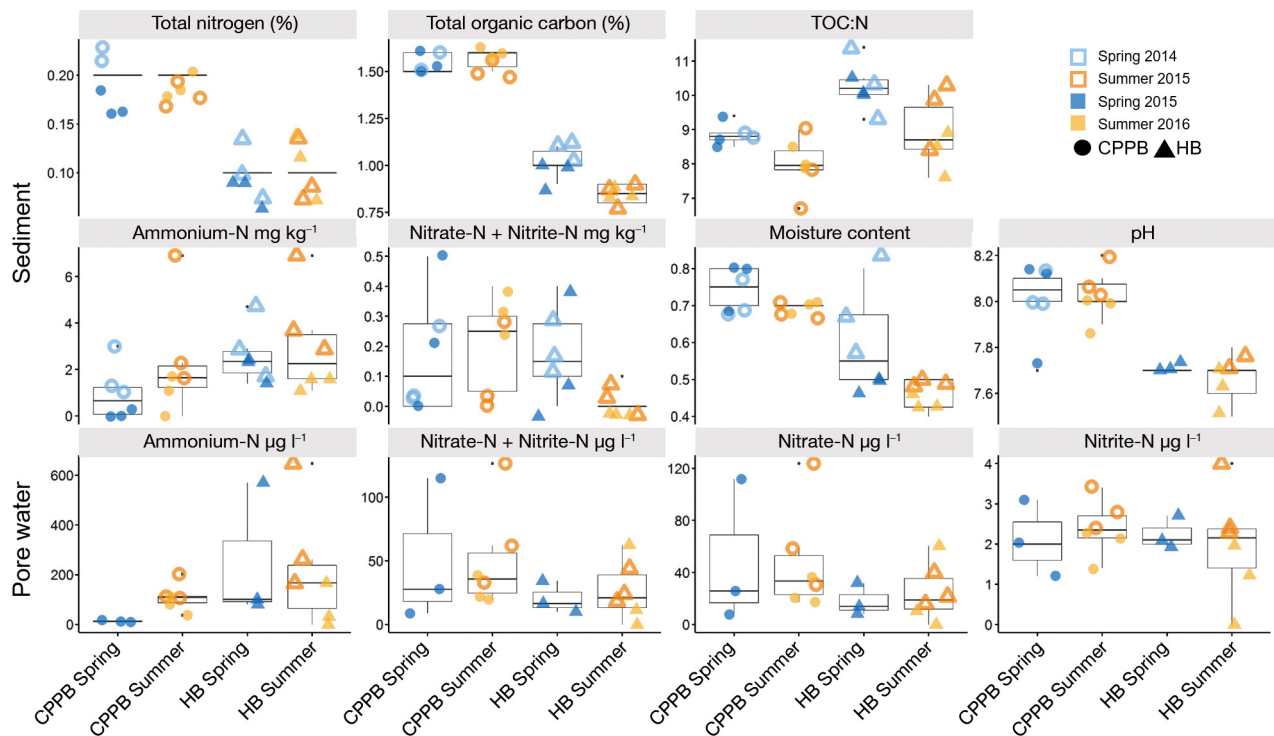 Total nitrogen (%)
Total organic carbon (%)
TOC:N
Sediment
0.20
0.15
0.10
1.50
1.25
1.00
0.75
11
10
9
8
7
Spring 2014
Summer 2015
Spring 2015
Summer 2016
CPPB HB
Ammonium-N mg kg⁻¹
Nitrate-N + Nitrite-N mg kg⁻¹
Moisture content
pH
6
4
2
0
0.5
0.4
0.3
0.2
0.1
0.0
0.8
0.7
0.6
0.5
0.4
8.2
8.0
7.8
7.6
Pore water
Ammonium-N µg l⁻¹
Nitrate-N + Nitrite-N µg l⁻¹
Nitrate-N µg l⁻¹
Nitrite-N µg l⁻¹
600
400
200
0
100
50
0
120
80
40
0
4
3
2
1
0
CPPB Spring
CPPB Summer
HB Spring
HB Summer
CPPB Spring
CPPB Summer
HB Spring
HB Summer
CPPB Spring
CPPB Summer
HB Spring
HB Summer
CPPB Spring
CPPB Summer
HB Spring
HB Summer